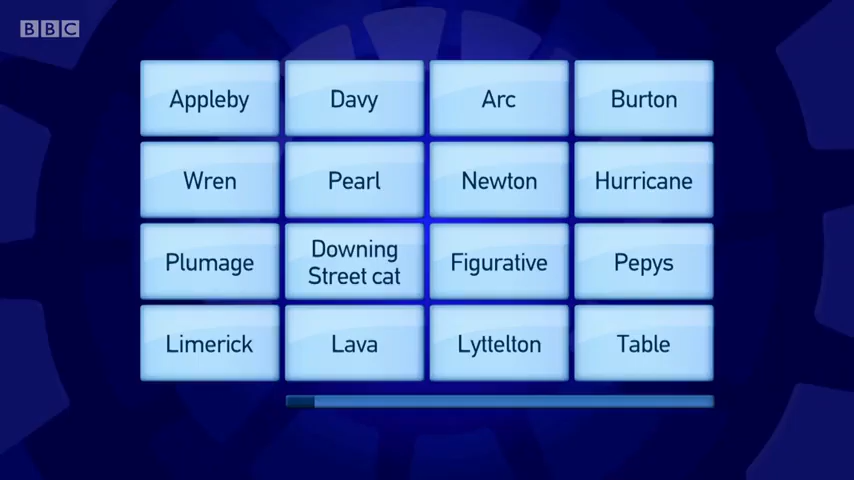 BBC
Appleby
Davy
Arc
Burton
Wren
Pearl
Newton
Hurricane
Plumage
Downing
Street cat
Figurative
Pepys
Limerick
Lava
Lyttelton
Table